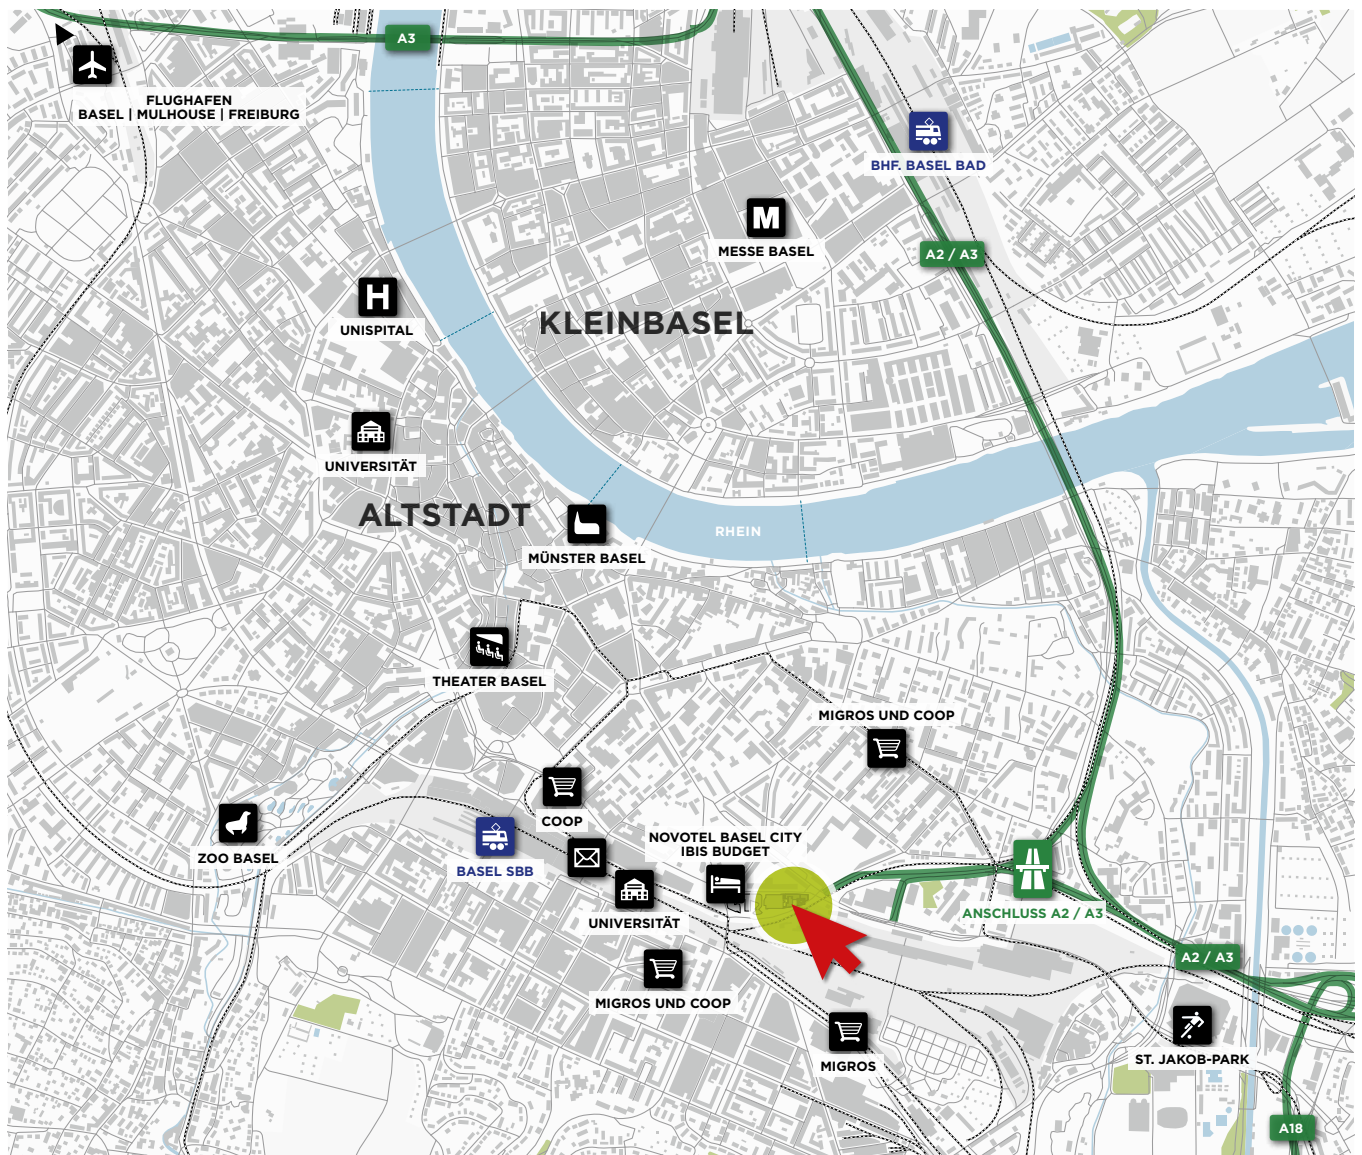 A3
FLUGHAFEN
BASEL | MULHOUSE | FREIBURG
BHF. BASEL BAD
M
MESSE BASEL
A2 / A3
H
UNISPITAL
KLEINBASEL
UNIVERSITÄT
ALTSTADT
RHEIN
MÜNSTER BASEL
THEATER BASEL
MIGROS UND COOP
COOP
NOVOTEL BASEL CITY
IBIS BUDGET
ZOO BASEL
BASEL SBB
UNIVERSITÄT
ANSCHLUSS A2 / A3
A2 / A3
MIGROS UND COOP
MIGROS
ST. JAKOB-PARK
A18